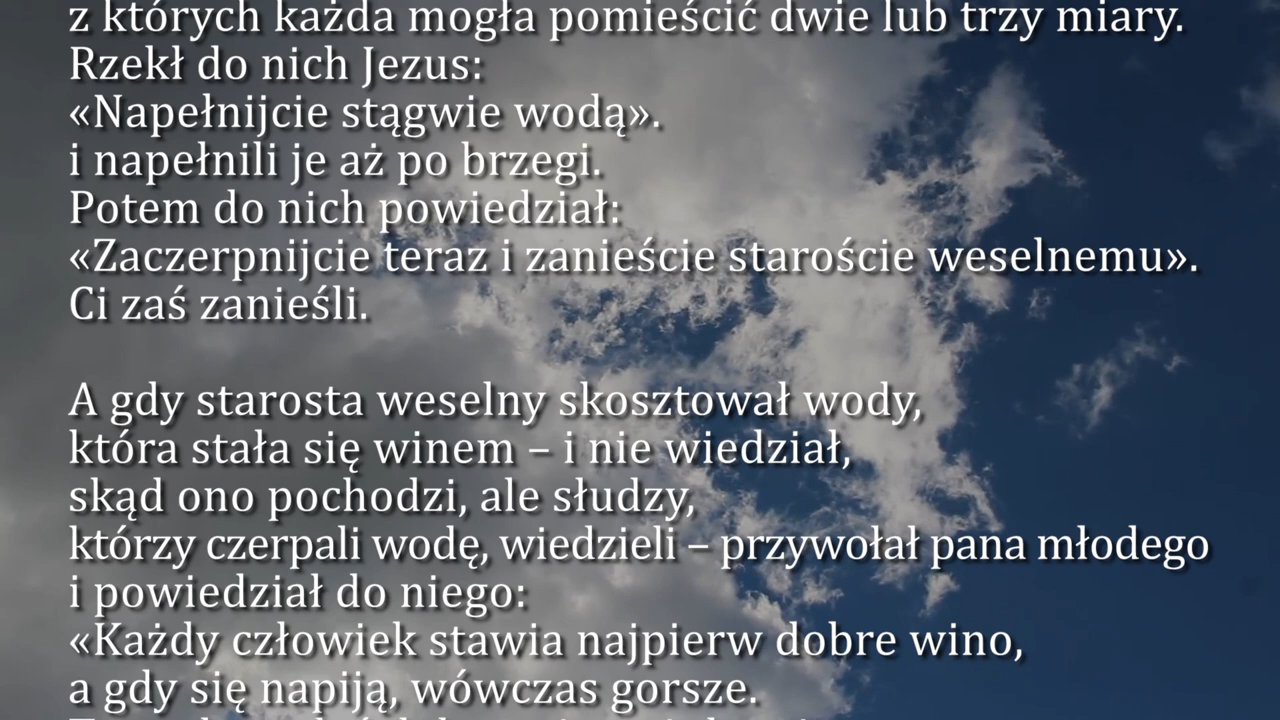 z których każda mogła pomieścić dwie lub trzy miary.
Rzekł do nich Jezus:
«Napełnijcie stągwie wodą».
i napełnili je aż po brzegi.
Potem do nich powiedział:
«Zaczerpnijcie teraz i zanieście staroście weselnemu».
Ci zaś zanieśli.
A gdy starosta weselny skosztował wody,
która stała się winem – i nie wiedział,
skąd ono pochodzi, ale słudzy,
którzy czerpali wodę, wiedzieli – przywołał pana młodego
i powiedział do niego:
«Każdy człowiek stawia najpierw dobre wino,
a gdy się napiją, wówczas gorsze.